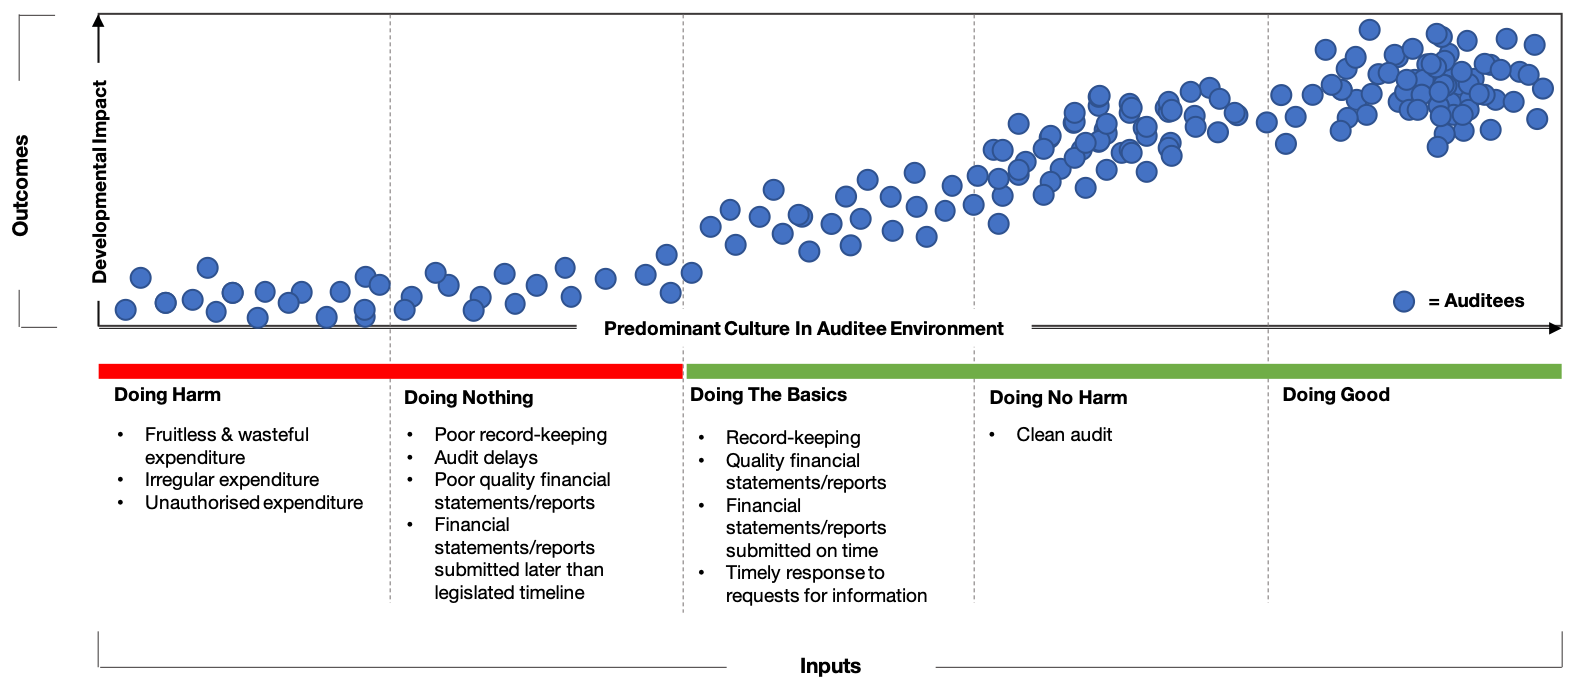 Outcomes
Developmental Impact
= Auditees
Predominant Culture In Auditee Environment
Doing Harm
• Fruitless & wasteful
expenditure
• Irregular expenditure
• Unauthorised expenditure
Doing Nothing
• Poor record-keeping
• Audit delays
• Poor quality financial
statements/reports
• Financial
statements/reports
submitted later than
legislated timeline
Doing The Basics
• Record-keeping
• Quality financial
statements/reports
• Financial
statements/reports
submitted on time
• Timely response to
requests for information
Doing No Harm
• Clean audit
Doing Good
Inputs